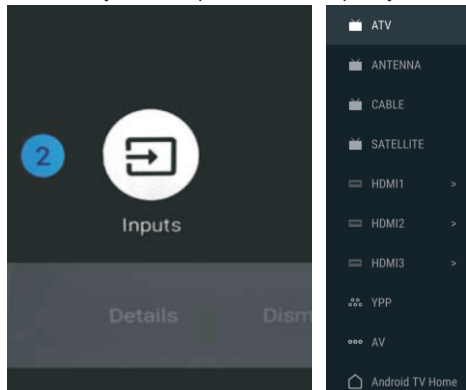 2
Inputs
Details Dism
ATV
ANTENNA
CABLE
SATELLITE
HDMI1 >
HDMI2 >
HDMI3 >
YPP
AV
Android TV Home